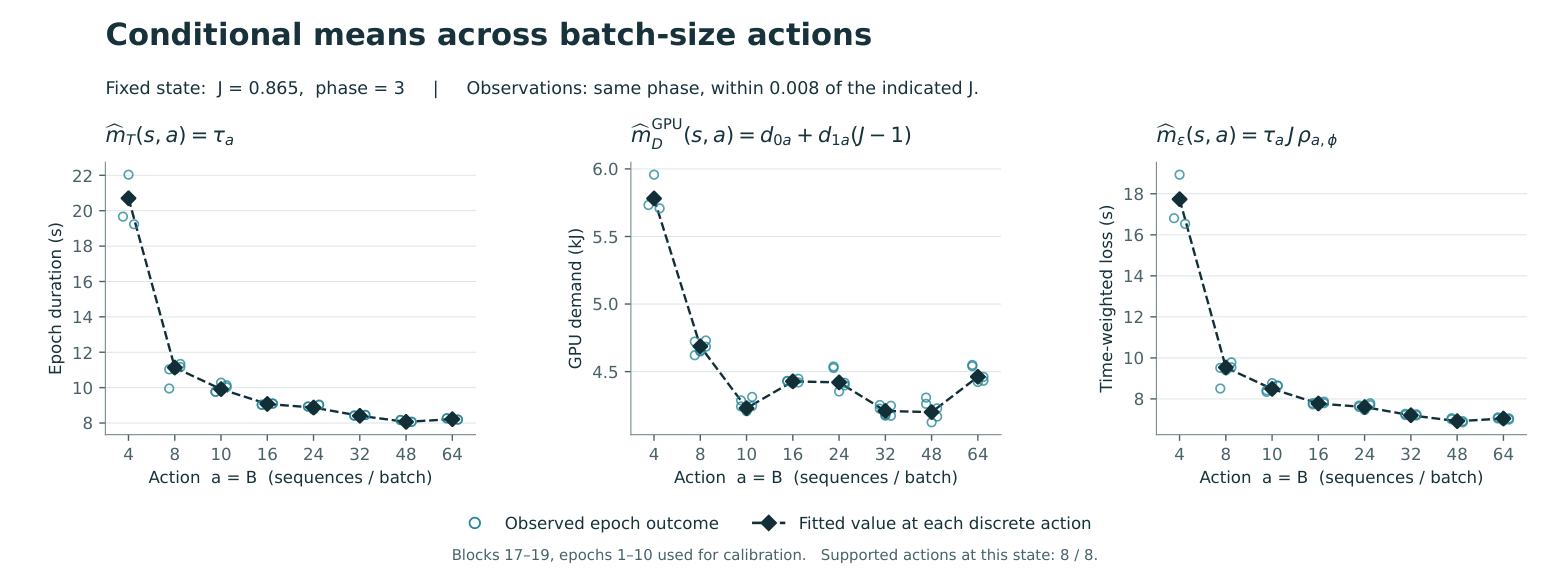 Conditional means across batch-size actions
Fixed state:  J = 0.865,  phase = 3    |    Observations: same phase, within 0.008 of the indicated J.
m̂_T(s, a) = τ_a
22
20
18
16
14
12
10
8
Epoch duration (s)
4 8 10 16 24 32 48 64
Action  a = B  (sequences / batch)
m̂_D^GPU(s, a) = d_0a + d_1a(J − 1)
6.0
5.5
5.0
4.5
GPU demand (kJ)
4 8 10 16 24 32 48 64
Action  a = B  (sequences / batch)
m̂_ε(s, a) = τ_a J ρ_a,ϕ
18
16
14
12
10
8
Time-weighted loss (s)
4 8 10 16 24 32 48 64
Action  a = B  (sequences / batch)
Observed epoch outcome
Fitted value at each discrete action
Blocks 17–19, epochs 1–10 used for calibration.   Supported actions at this state: 8 / 8.